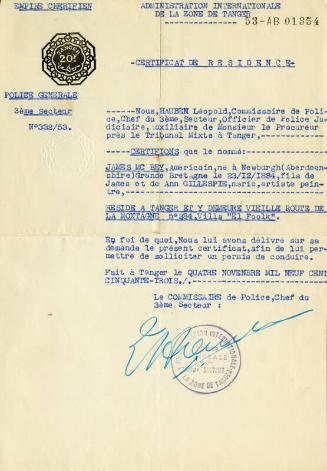 EMPIRE CHERIFIEN
ADMINISTRATION INTERNATIONALE
DE LA ZONE DE TANGER
53-AB 01354
TANGER
20f
-CERTIFICAT DE RESIDENCE-
POLICE GENERALE
3ème Secteur
N°332/53.
-----Nous, HAUBEN Léopold, Commissaire de Poli-
ce, Chef du 3ème, Secteur, Officier de Police Ju-
diciaire, auxiliaire de Monsieur le Procureur
près le Tribunal Mixte à Tanger,-----
-----CERTIFIONS que le nommé:
JAMES MC BEY, Américain, né à Newburgh (Aberdeen-
shire) Grande Bretagne le 23/12/1884, fils de
James et de Ann GILLESPIE, marié, artiste pein-
tre,-----
RESIDE A TANGER ET Y DEMEURE VIEILLE ROUTE DE
LA MONTAGNE n°284, Villa "El Foolk".
En foi de quoi, Nous lui avons délivré sur se
demande le présent certificat, afin de lui per-
mettre de solliciter un permis de conduire.
Fait à Tanger le QUATRE NOVEMBRE MIL NEUF CENT
CINQUANTE-TROIS./.
Le COMMISSAIRE de Police, Chef du
3ème Secteur :
DE LA ZONE DE TANGER
SECTEUR